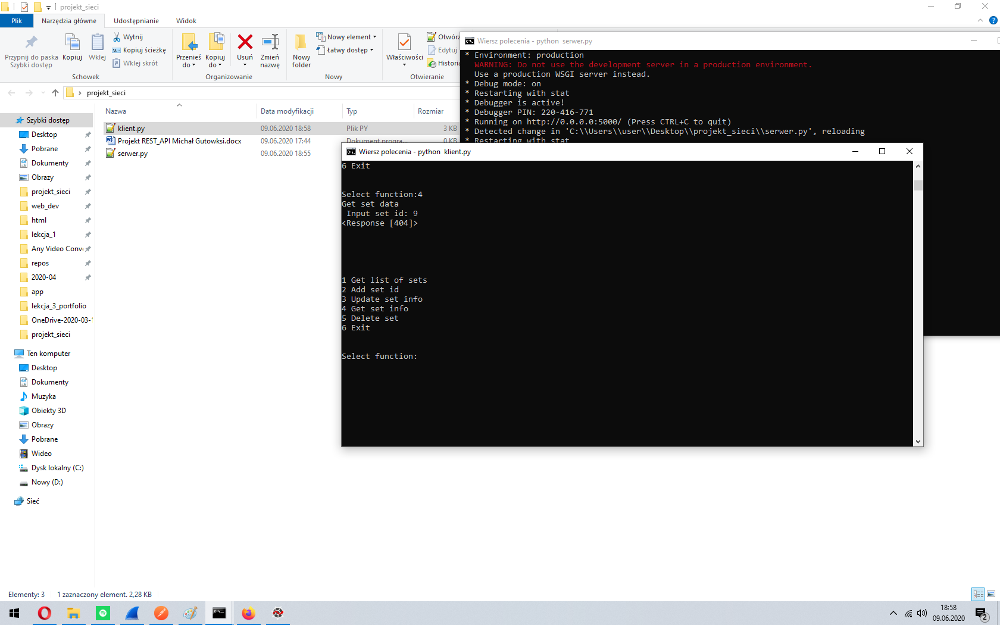 projekt_sieci
Plik
Narzędzia główne
Udostępnianie
Widok
Przypnij do paska
Szybki dostęp
Kopiuj
Wklej
Wytnij
Kopiuj ścieżkę
Wklej skrót
Schowek
Przenieś
do
Kopiuj
do
Usuń
Zmień
nazwę
Organizowanie
Nowy
folder
Nowy element
Łatwy dostęp
Nowy
Właściwości
Otwórz
Edytuj
Historia
Otwieranie
projekt_sieci
Nazwa
Data modyfikacji
Typ
Rozmiar
klient.py
09.06.2020 18:58
Plik PY
3 KB
Projekt REST_API Michał Gutowksi.docx
09.06.2020 17:44
Dokument progra...
0 KB
serwer.py
09.06.2020 18:55
Szybki dostęp
Desktop
Pobrane
Dokumenty
Obrazy
projekt_sieci
web_dev
html
lekcja_1
Any Video Conv
repos
2020-04
app
lekcja_3_portfolio
OneDrive-2020-03-
projekt_sieci
Ten komputer
Desktop
Dokumenty
Muzyka
Obiekty 3D
Obrazy
Pobrane
Wideo
Dysk lokalny (C:)
Nowy (D:)
Sieć
Wiersz polecenia - python  serwer.py
* Environment: production
WARNING: Do not use the development server in a production environment.
Use a production WSGI server instead.
* Debug mode: on
* Restarting with stat
* Debugger is active!
* Debugger PIN: 220-416-771
* Running on http://0.0.0.0:5000/ (Press CTRL+C to quit)
* Detected change in 'C:\\Users\\user\\Desktop\\projekt_sieci\\serwer.py', reloading
* Restarting with stat
Wiersz polecenia - python  klient.py
6 Exit
Select function:4
Get set data
Input set id: 9
<Response [404]>
1 Get list of sets
2 Add set id
3 Update set info
4 Get set info
5 Delete set
6 Exit
Select function:
Elementy: 3
1 zaznaczony element. 2,28 KB
18:58
09.06.2020
2